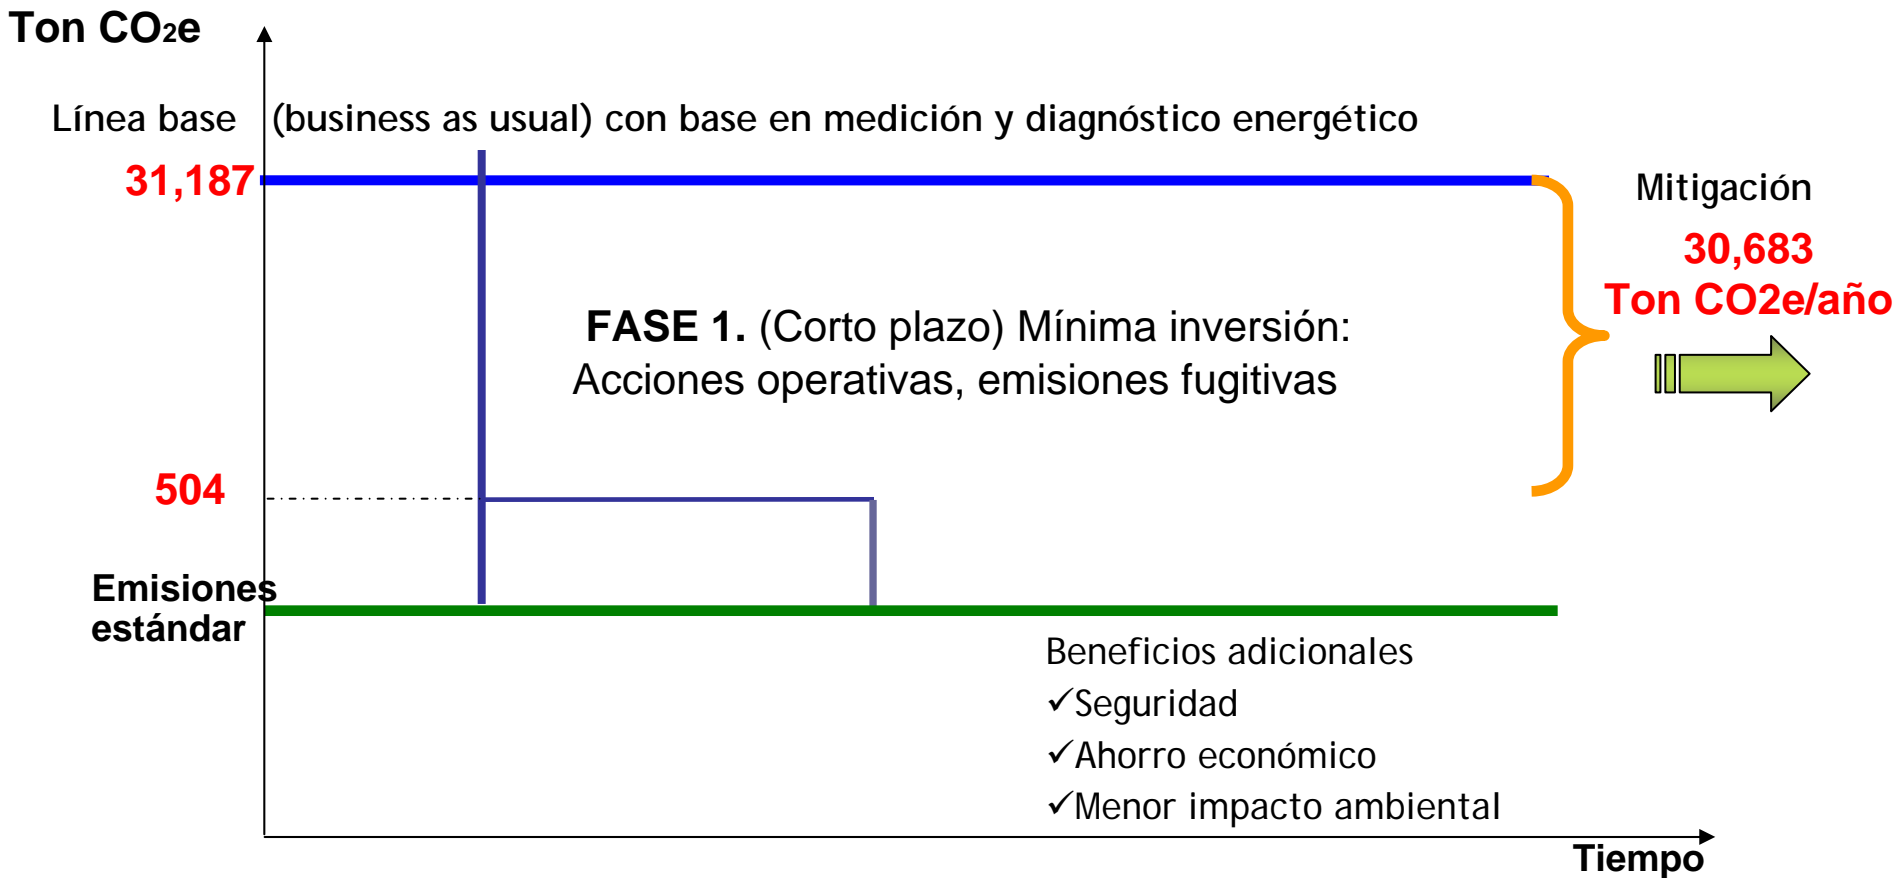 Ton CO2e
Línea base (business as usual) con base en medición y diagnóstico energético
31,187
Mitigación
30,683
Ton CO2e/año
FASE 1. (Corto plazo) Mínima inversión:
Acciones operativas, emisiones fugitivas
504
Emisiones
estándar
Beneficios adicionales
✓Seguridad
✓Ahorro económico
✓Menor impacto ambiental
Tiempo